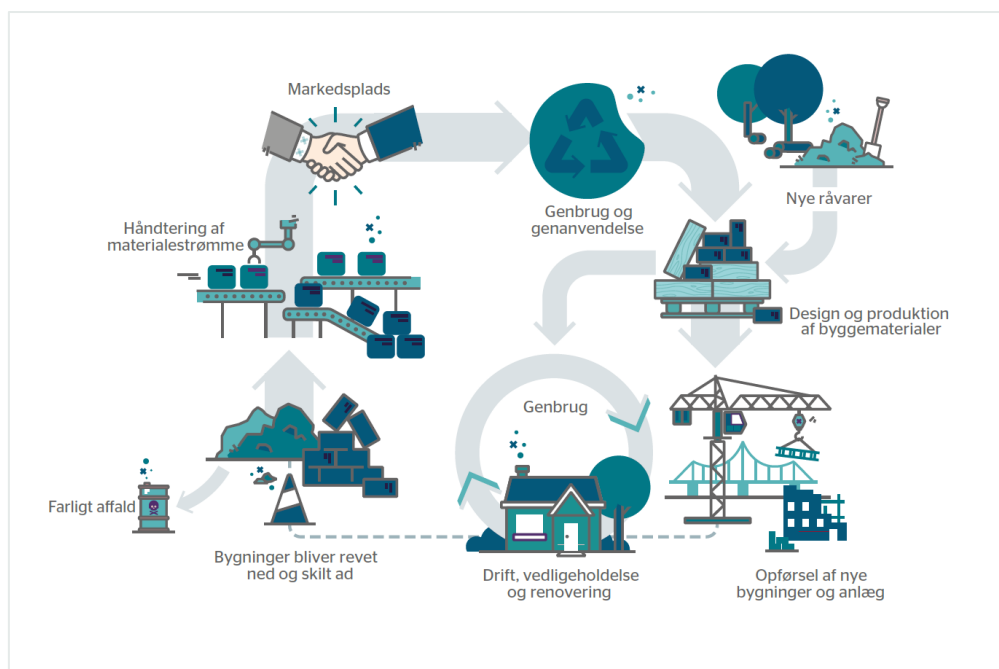 Markedsplads
Genbrug og
genanvendelse
Nye råvarer
Håndtering af
materialestrømme
Design og produktion
af byggematerialer
Genbrug
Farligt affald
Bygninger bliver revet
ned og skilt ad
Drift, vedligeholdelse
og renovering
Opførsel af nye
bygninger og anlæg